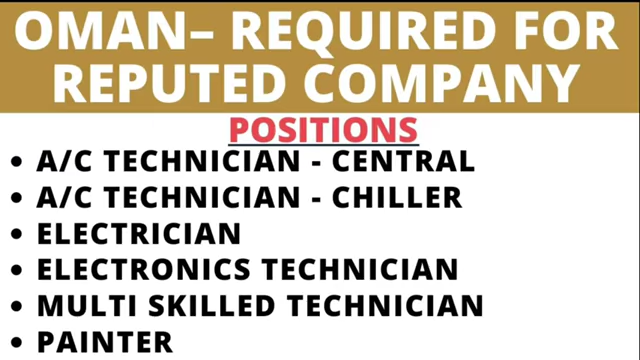 OMAN– REQUIRED FOR
REPUTED COMPANY
POSITIONS
• A/C TECHNICIAN - CENTRAL
• A/C TECHNICIAN - CHILLER
• ELECTRICIAN
• ELECTRONICS TECHNICIAN
• MULTI SKILLED TECHNICIAN
• PAINTER